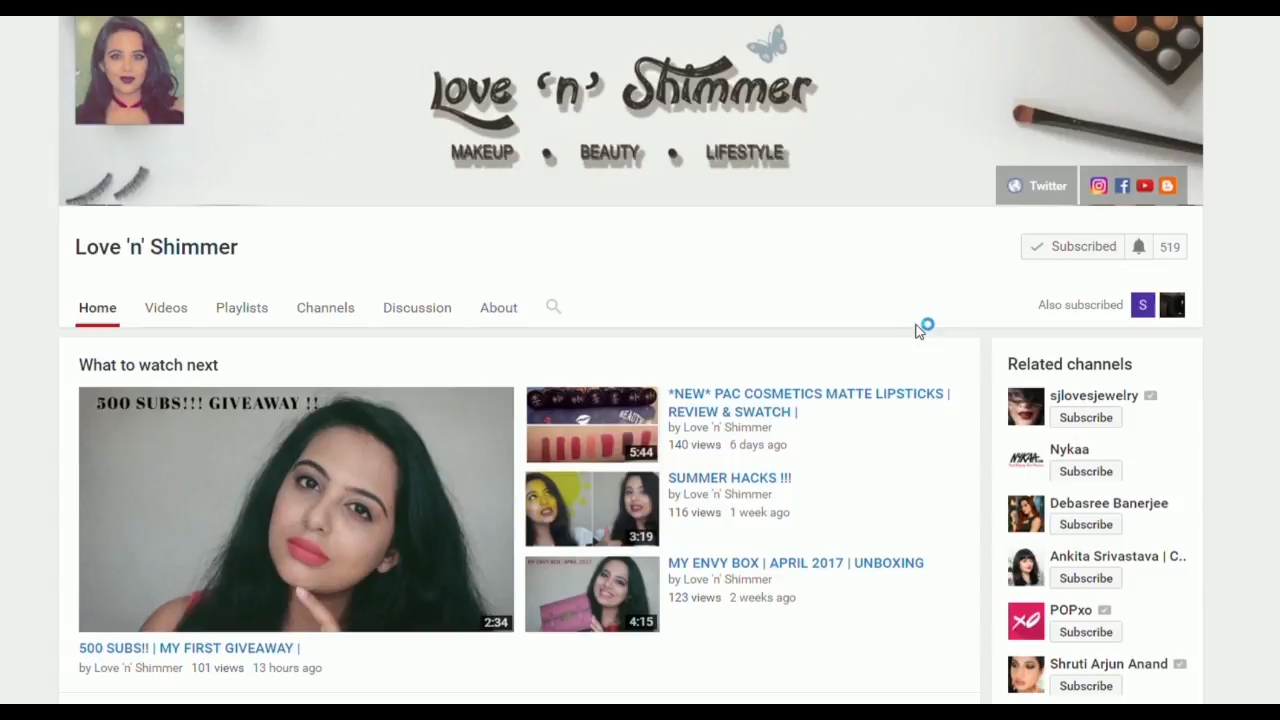 Love 'n' Shimmer
MAKEUP • BEAUTY • LIFESTYLE
Twitter
Love 'n' Shimmer
Subscribed 519
Home Videos Playlists Channels Discussion About
Also subscribed S
What to watch next
500 SUBS!!! GIVEAWAY !!
2:34
500 SUBS!! | MY FIRST GIVEAWAY |
by Love 'n' Shimmer 101 views 13 hours ago
5:44
*NEW* PAC COSMETICS MATTE LIPSTICKS |
REVIEW & SWATCH |
by Love 'n' Shimmer
140 views 6 days ago
3:19
SUMMER HACKS !!!
by Love 'n' Shimmer
116 views 1 week ago
MY ENVY BOX : APRIL 2017
4:15
MY ENVY BOX | APRIL 2017 | UNBOXING
by Love 'n' Shimmer
123 views 2 weeks ago
Related channels
sjlovesjewelry
Subscribe
NYKAA
Nykaa
Subscribe
Debasree Banerjee
Subscribe
Ankita Srivastava | C..
Subscribe
XO
POPxo
Subscribe
Shruti Arjun Anand
Subscribe